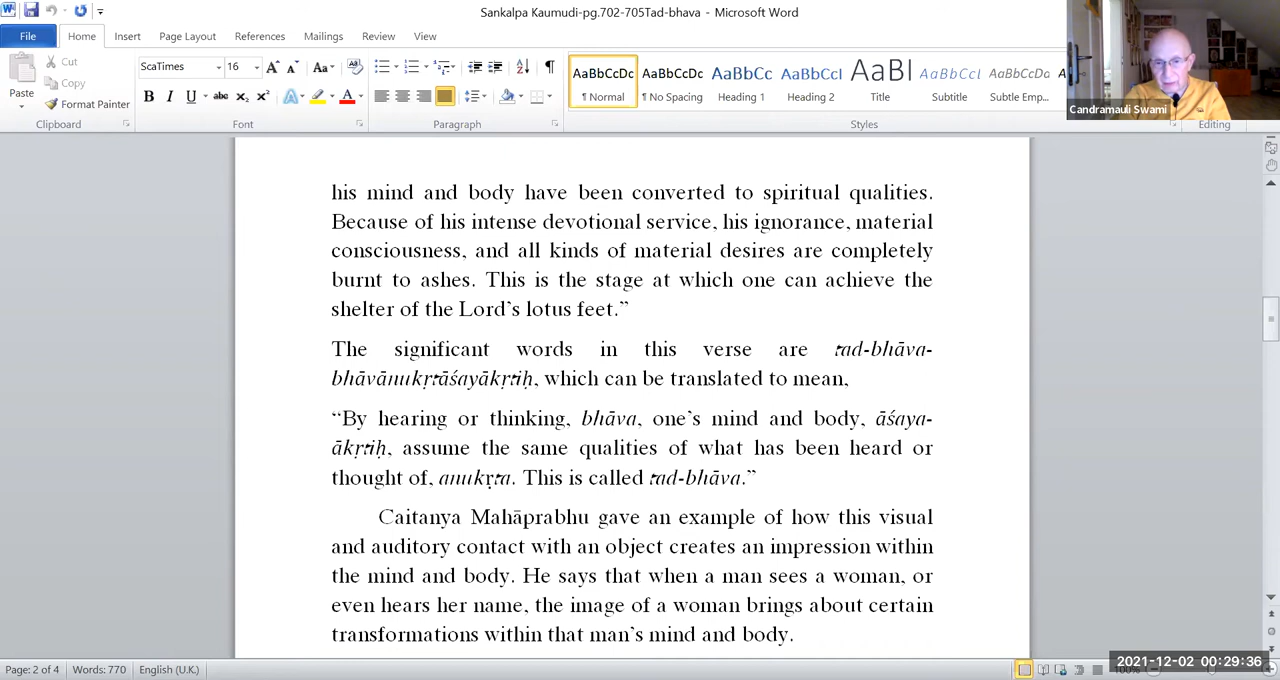 Sankalpa Kaumudi-pg.702-705Tad-bhava - Microsoft Word
File Home Insert Page Layout References Mailings Review View
Cut
Copy
Format Painter
Paste
ScaTimes 16
AaBbCcDc AaBbCcDc AaBbCc AaBbCcI AaBl AaBbCcL AaBbCcDc
¶ Normal ¶ No Spacing Heading 1 Heading 2 Title Subtitle Subtle Emp...
Candramauli Swami
Clipboard Font Paragraph Styles Editing
his mind and body have been converted to spiritual qualities.
Because of his intense devotional service, his ignorance, material
consciousness, and all kinds of material desires are completely
burnt to ashes. This is the stage at which one can achieve the
shelter of the Lord’s lotus feet.”
The significant words in this verse are tad-bhāva-
bhāvānukṛtāśayākṛtiḥ, which can be translated to mean,
“By hearing or thinking, bhāva, one’s mind and body, āśaya-
ākṛtiḥ, assume the same qualities of what has been heard or
thought of, anukṛta. This is called tad-bhāva.”
Caitanya Mahāprabhu gave an example of how this visual
and auditory contact with an object creates an impression within
the mind and body. He says that when a man sees a woman, or
even hears her name, the image of a woman brings about certain
transformations within that man’s mind and body.
Page: 2 of 4 Words: 770 English (U.K.)
2021-12-02 00:29:36